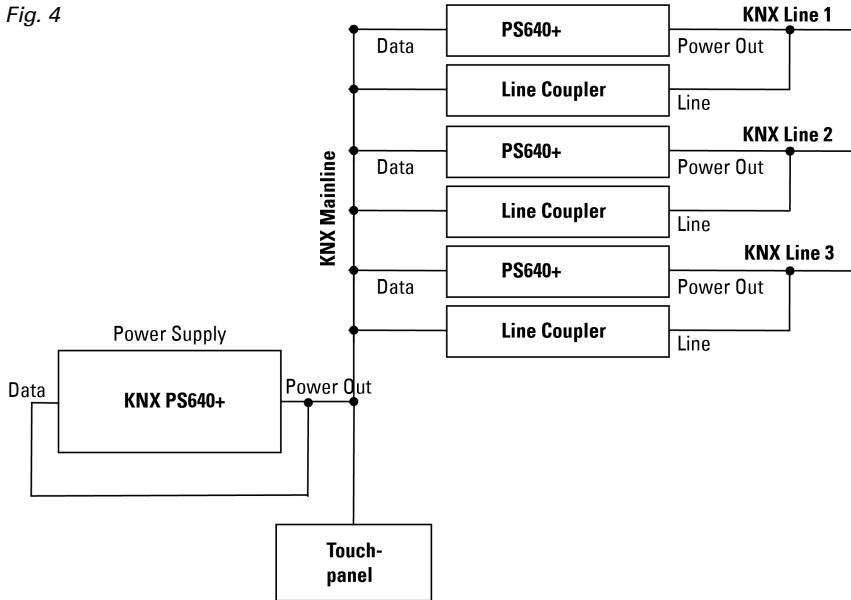 Fig. 4
KNX Line 1
PS640+
Data
Power Out
Line Coupler
Line
KNX Line 2
PS640+
Data
Power Out
Line Coupler
Line
KNX Mainline
KNX Line 3
PS640+
Data
Power Out
Line Coupler
Line
Power Supply
Data
KNX PS640+
Power Out
Touch-
panel